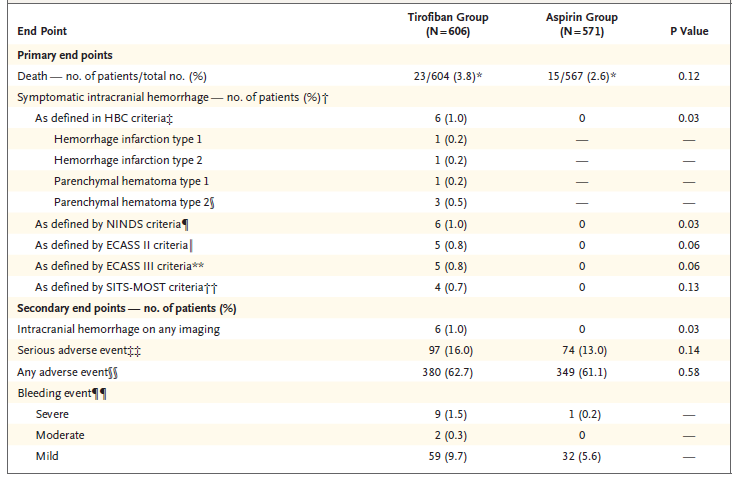 End Point Tirofiban Group (N=606) Aspirin Group (N=571) P Value
Primary end points
Death — no. of patients/total no. (%) 23/604 (3.8)* 15/567 (2.6)* 0.12
Symptomatic intracranial hemorrhage — no. of patients (%)†
As defined in HBC criteria‡ 6 (1.0) 0 0.03
Hemorrhage infarction type 1 1 (0.2) — —
Hemorrhage infarction type 2 1 (0.2) — —
Parenchymal hematoma type 1 1 (0.2) — —
Parenchymal hematoma type 2§ 3 (0.5) — —
As defined by NINDS criteria¶ 6 (1.0) 0 0.03
As defined by ECASS II criteria‖ 5 (0.8) 0 0.06
As defined by ECASS III criteria** 5 (0.8) 0 0.06
As defined by SITS-MOST criteria†† 4 (0.7) 0 0.13
Secondary end points — no. of patients (%)
Intracranial hemorrhage on any imaging 6 (1.0) 0 0.03
Serious adverse event‡‡ 97 (16.0) 74 (13.0) 0.14
Any adverse event§§ 380 (62.7) 349 (61.1) 0.58
Bleeding event¶¶
Severe 9 (1.5) 1 (0.2) —
Moderate 2 (0.3) 0 —
Mild 59 (9.7) 32 (5.6) —